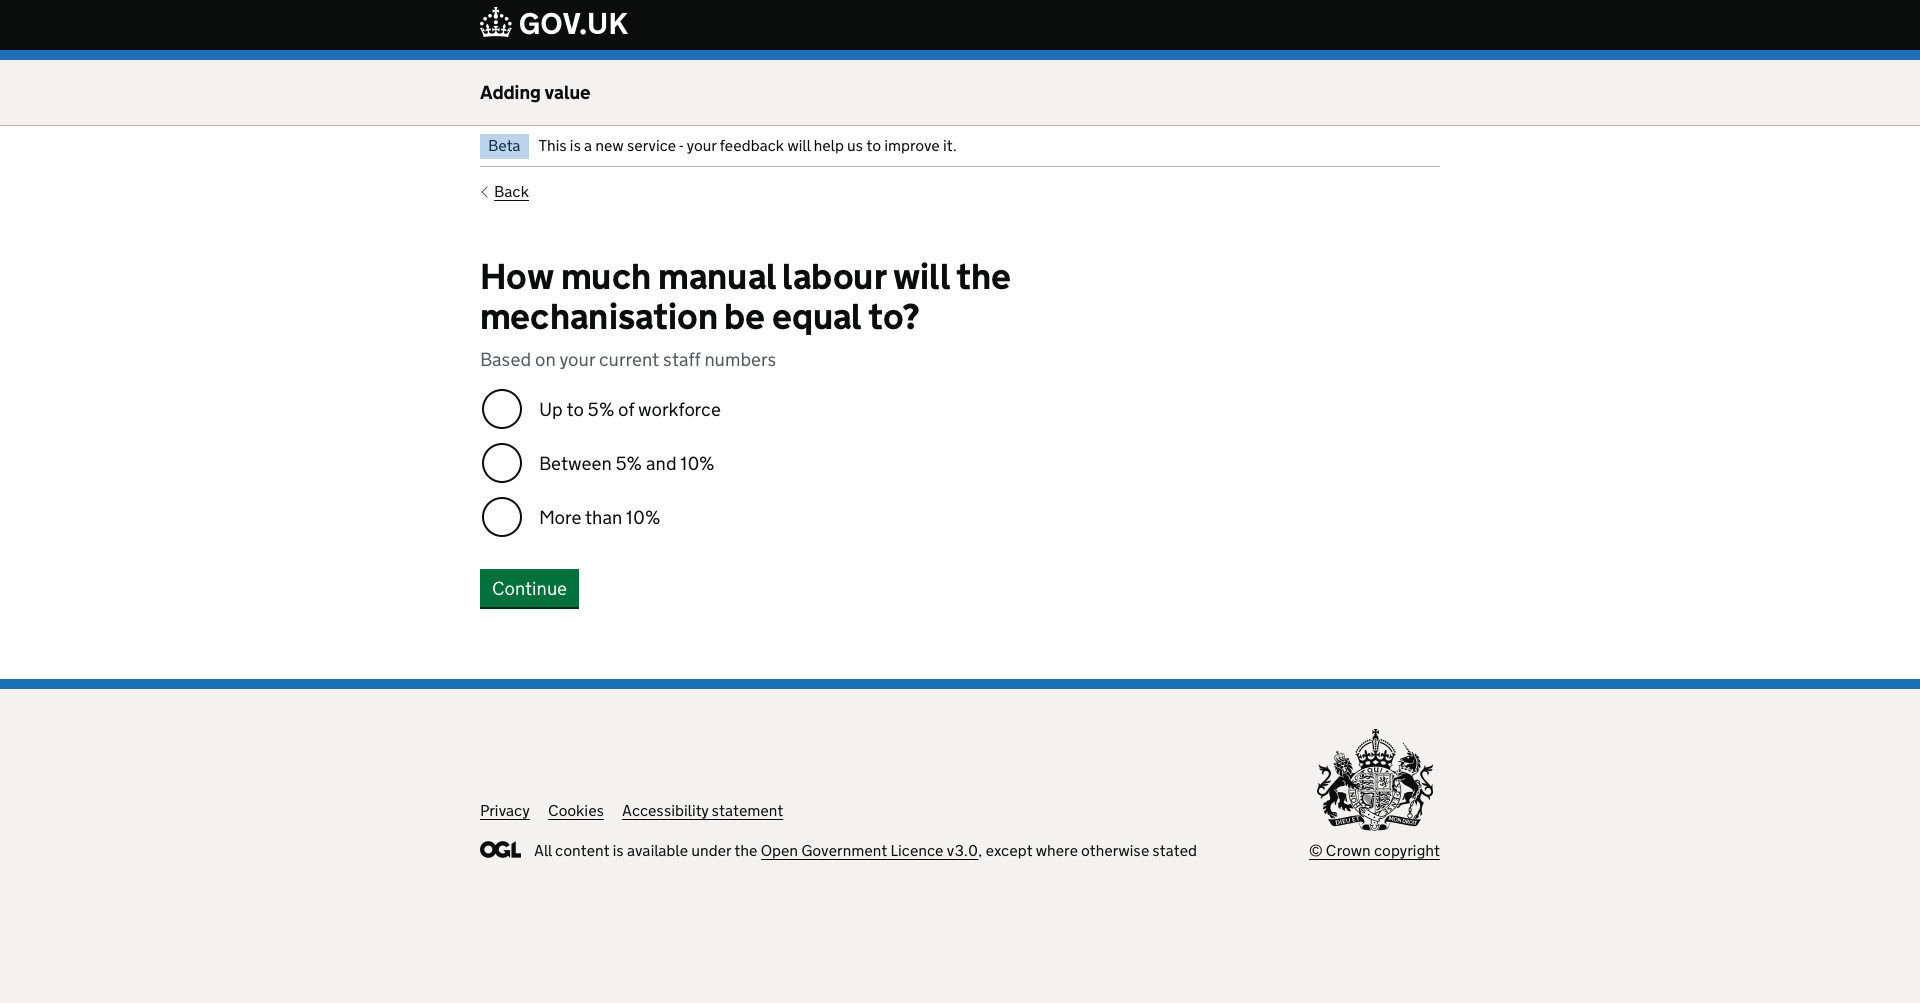 GOV.UK
Adding value
Beta This is a new service - your feedback will help us to improve it.
Back
How much manual labour will the
mechanisation be equal to?
Based on your current staff numbers
Up to 5% of workforce
Between 5% and 10%
More than 10%
Continue
Privacy Cookies Accessibility statement
OGL All content is available under the Open Government Licence v3.0, except where otherwise stated
DIEU ET MON DROIT
© Crown copyright